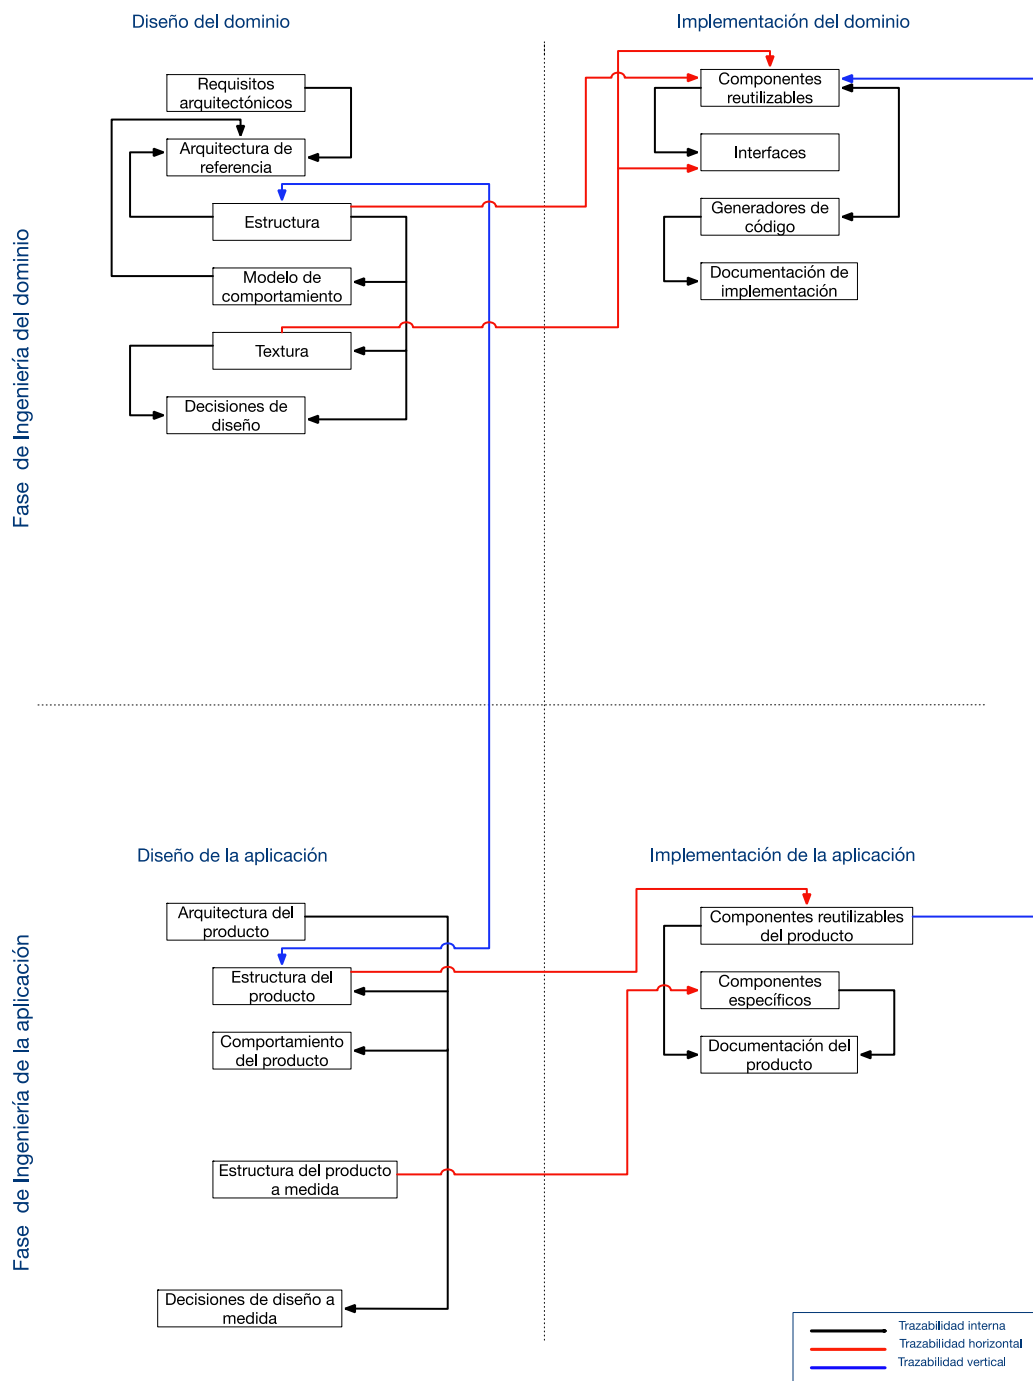 Diseño del dominio
Implementación del dominio
Requisitos
arquitectónicos
Arquitectura de
referencia
Estructura
Modelo de
comportamiento
Textura
Decisiones de
diseño
Componentes
reutilizables
Interfaces
Generadores de
código
Documentación de
implementación
Fase de Ingeniería del dominio
Diseño de la aplicación
Implementación de la aplicación
Arquitectura del
producto
Estructura del
producto
Comportamiento
del producto
Estructura del producto
a medida
Decisiones de diseño a
medida
Componentes reutilizables
del producto
Componentes
específicos
Documentación del
producto
Fase de Ingeniería de la aplicación
Trazabilidad interna
Trazabilidad horizontal
Trazabilidad vertical